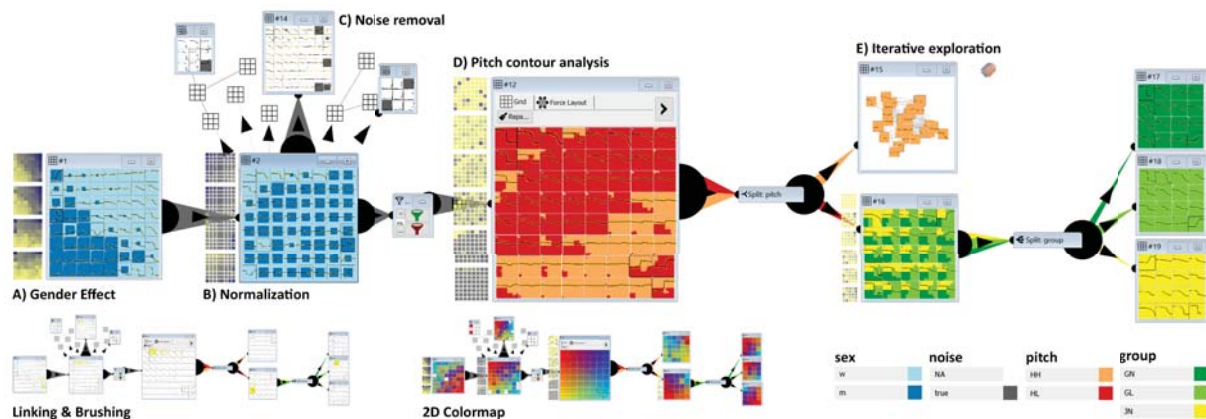 C) Noise removal
#14
E) Iterative exploration
D) Pitch contour analysis
#15
#17
#12
Grid
Force Layout
Repa...
#1
#2
#18
Split: pitch
#16
Split: group
#19
A) Gender Effect
B) Normalization
sex
noise
pitch
group
w
NA
HH
GN
m
true
HL
GL
JN
Linking & Brushing
2D Colormap